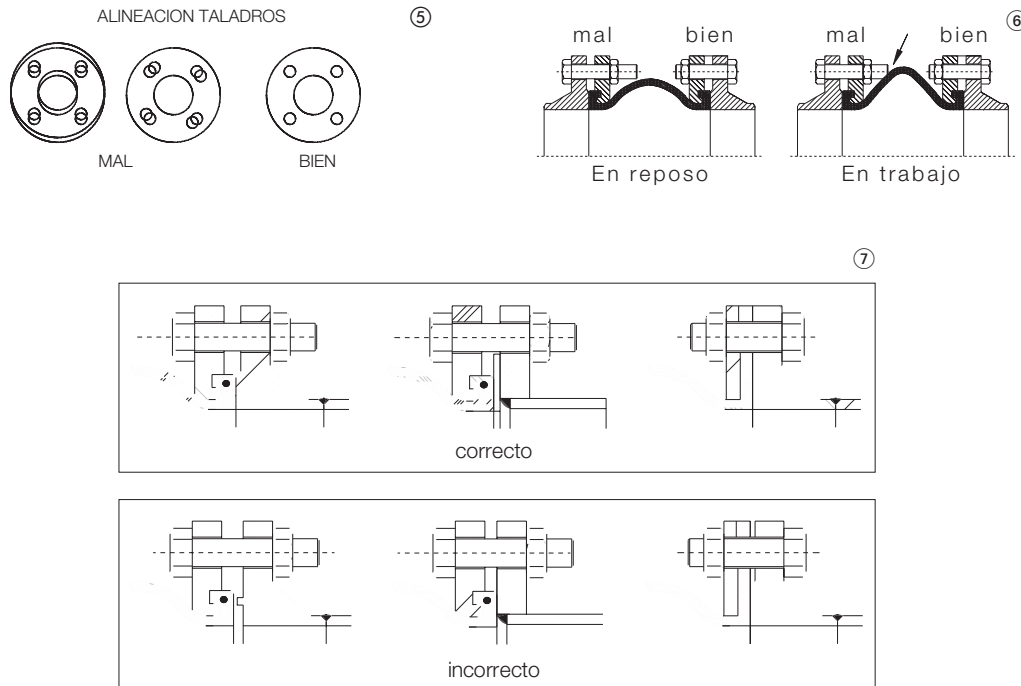 ALINEACION TALADROS
⑤
MAL
BIEN
⑥
mal bien mal bien
En reposo En trabajo
⑦
correcto
incorrecto